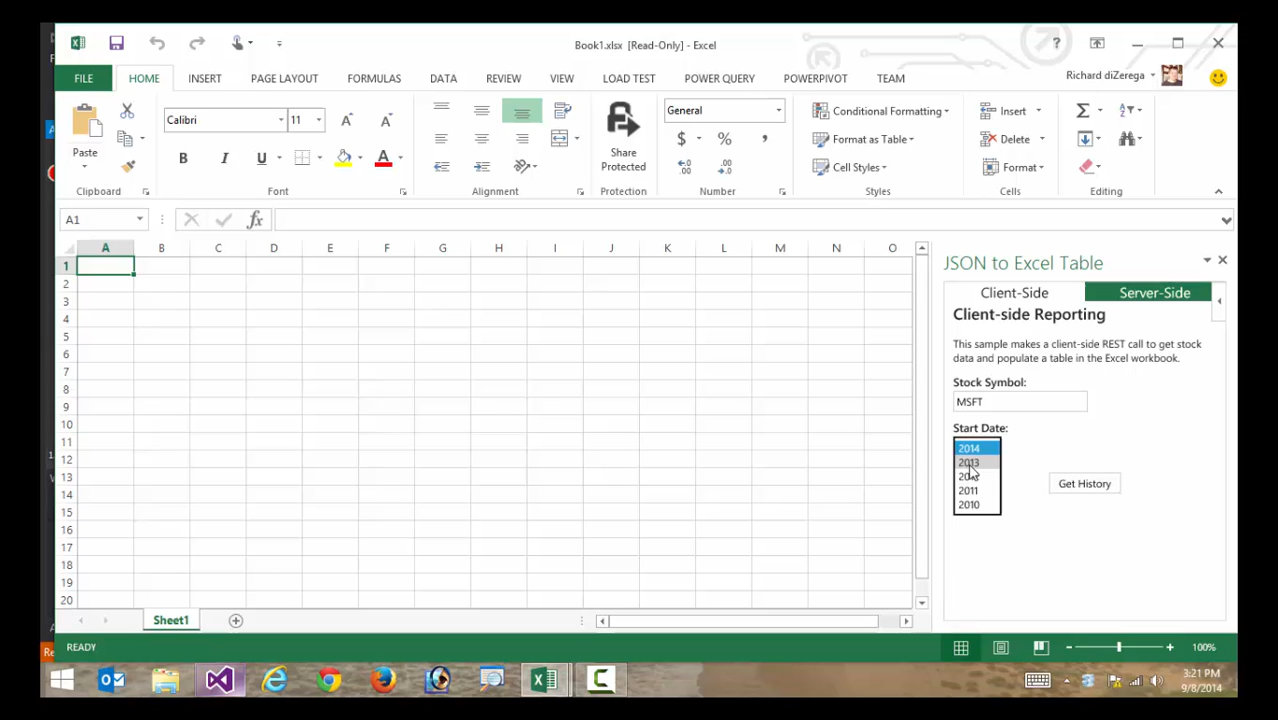 Book1.xlsx [Read-Only] - Excel
?
FILE HOME INSERT PAGE LAYOUT FORMULAS DATA REVIEW VIEW LOAD TEST POWER QUERY POWERPIVOT TEAM
Richard diZerega
Paste
Calibri 11
B I U
A A
Share
Protected
General
$ % ,
Conditional Formatting
Format as Table
Cell Styles
Insert
Delete
Format
Clipboard Font Alignment Protection Number Styles Cells Editing
A1 fx
A B C D E F G H I J K L M N O
1
2
3
4
5
6
7
8
9
10
11
12
13
14
15
16
17
18
19
20
JSON to Excel Table
Client-Side Server-Side
Client-side Reporting
This sample makes a client-side REST call to get stock
data and populate a table in the Excel workbook.
Stock Symbol:
MSFT
Start Date:
2014
2013
2011
2010
Get History
Sheet1
READY
100%
3:21 PM
9/8/2014